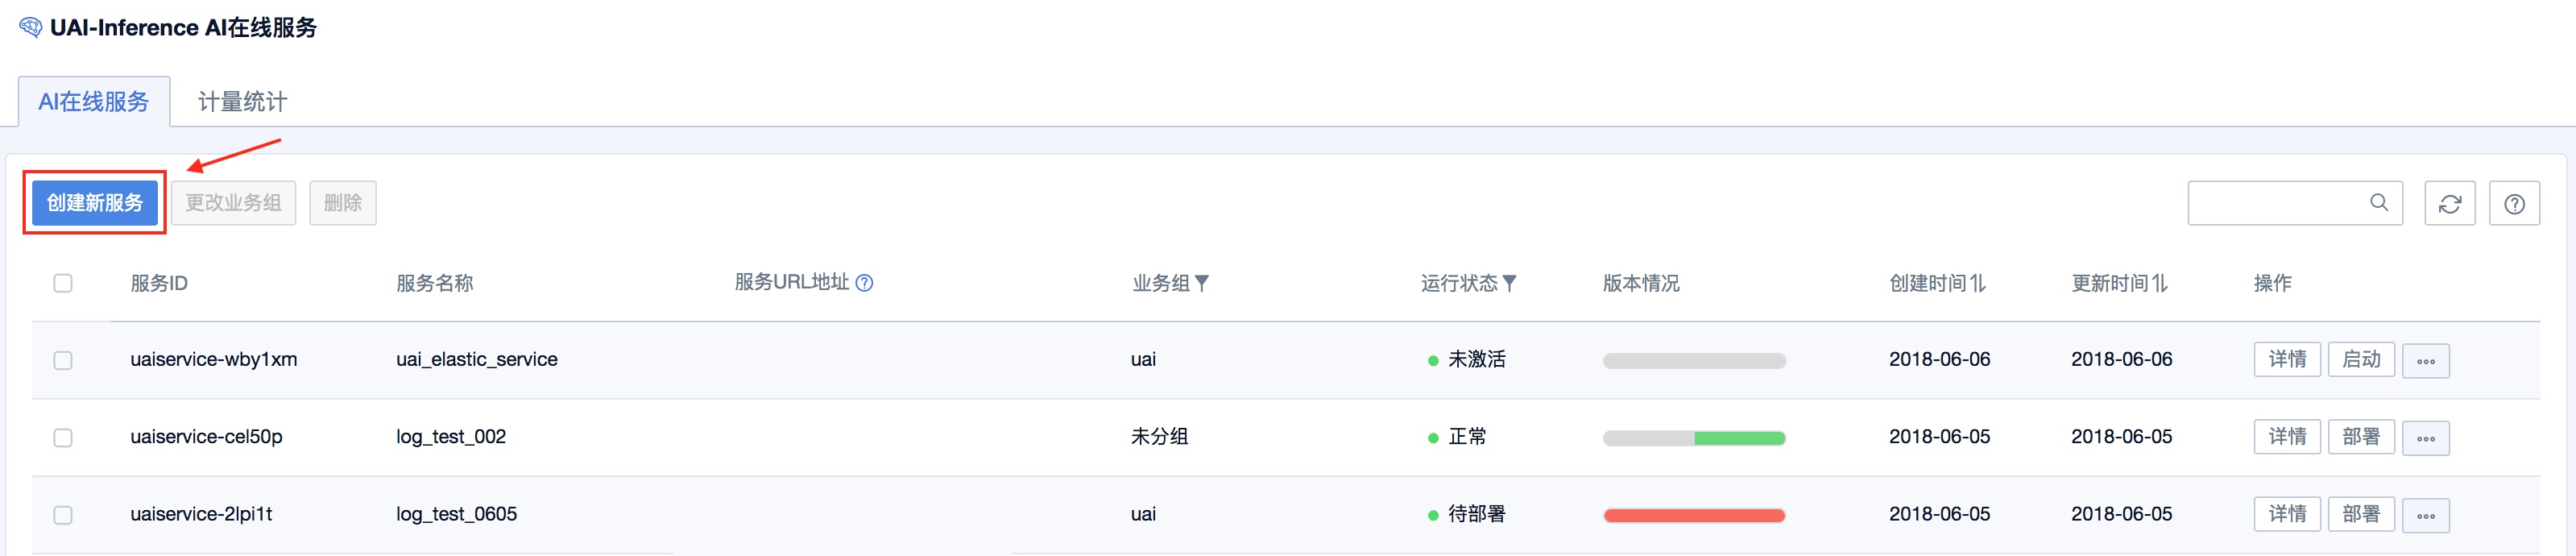 UAI-Inference AI在线服务
AI在线服务 计量统计
创建新服务 更改业务组 删除
服务ID 服务名称 服务URL地址 业务组 运行状态 版本情况 创建时间 更新时间 操作
uaiservice-wby1xm uai_elastic_service uai 未激活 2018-06-06 2018-06-06 详情 启动
uaiservice-cel50p log_test_002 未分组 正常 2018-06-05 2018-06-05 详情 部署
uaiservice-2lpi1t log_test_0605 uai 待部署 2018-06-05 2018-06-05 详情 部署